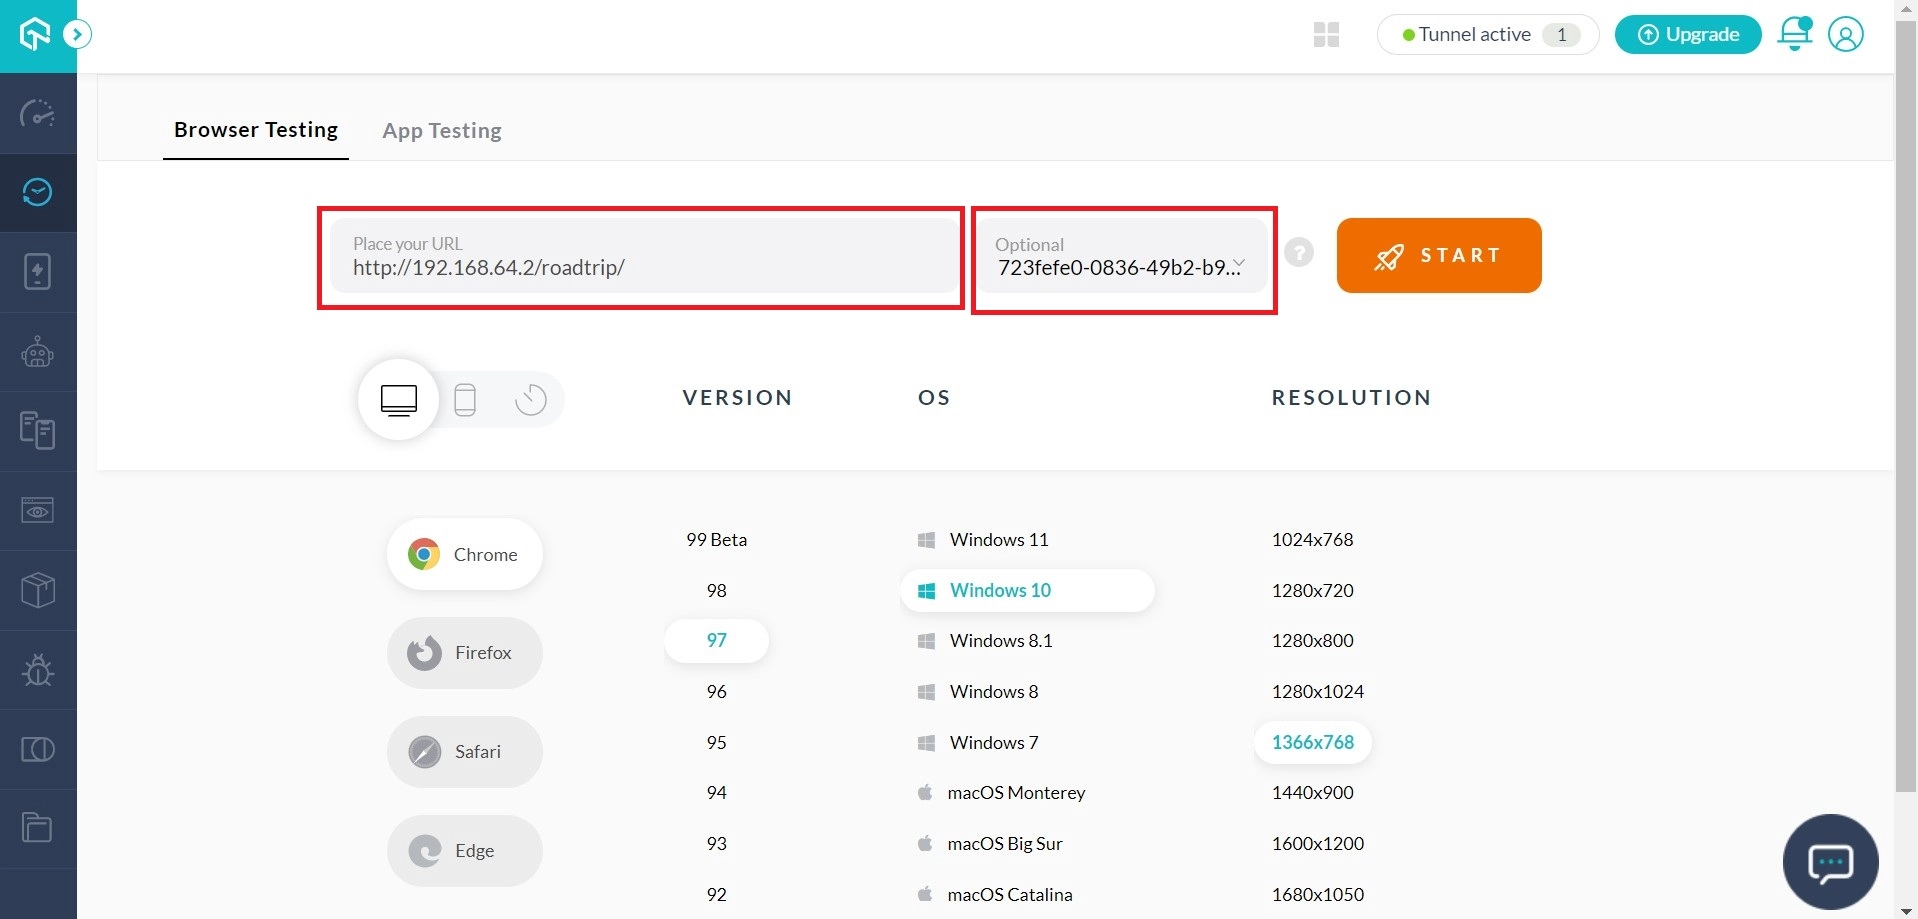 Tunnel active 1
Upgrade
Browser Testing
App Testing
Place your URL
http://192.168.64.2/roadtrip/
Optional
723fefe0-0836-49b2-b9...
?
START
VERSION
OS
RESOLUTION
Chrome
Firefox
Safari
Edge
99 Beta
98
97
96
95
94
93
92
Windows 11
Windows 10
Windows 8.1
Windows 8
Windows 7
macOS Monterey
macOS Big Sur
macOS Catalina
1024x768
1280x720
1280x800
1280x1024
1366x768
1440x900
1600x1200
1680x1050